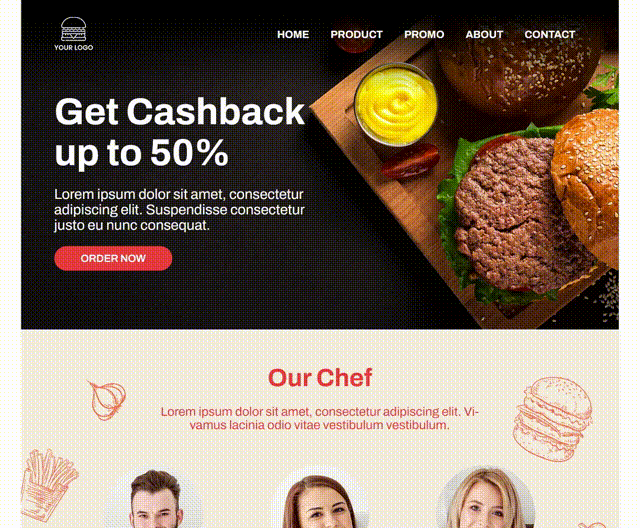 YOUR LOGO
HOME PRODUCT PROMO ABOUT CONTACT
Get Cashback
up to 50%
Lorem ipsum dolor sit amet, consectetur
adipiscing elit. Suspendisse consectetur
justo eu nunc consequat.
ORDER NOW
Our Chef
Lorem ipsum dolor sit amet, consectetur adipiscing elit. Vi-
vamus lacinia odio vitae vestibulum vestibulum.